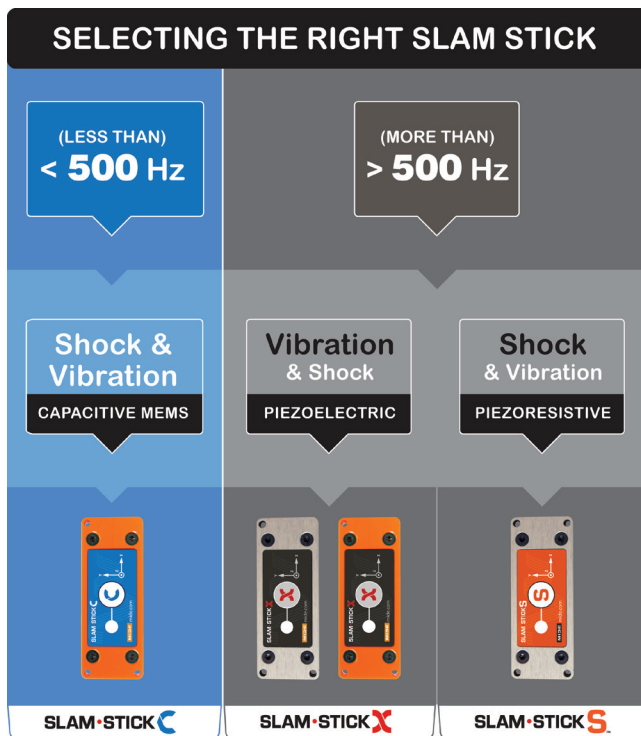 SELECTING THE RIGHT SLAM STICK
(LESS THAN)
< 500 Hz
(MORE THAN)
> 500 Hz
Shock &
Vibration
CAPACITIVE MEMS
Vibration
& Shock
PIEZOELECTRIC
Shock
& Vibration
PIEZORESISTIVE
SLAM STICK C
C
SLAM STICK X
X
SLAM STICK X
X
SLAM STICK S
S
SLAM•STICK C
SLAM•STICK X
SLAM•STICK S™